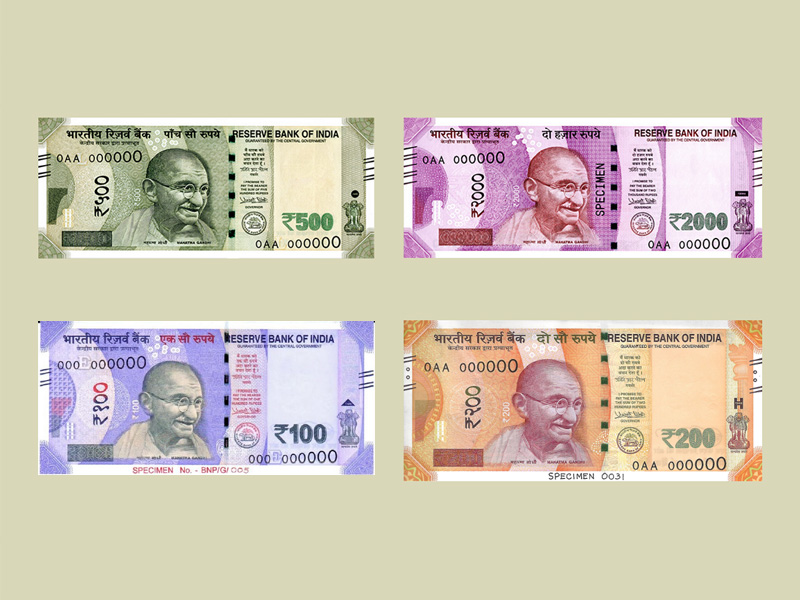 भारतीय रिज़र्व बैंक पाँच सौ रुपये RESERVE BANK OF INDIA
केन्द्रीय सरकार द्वारा प्रत्याभूत GUARANTEED BY THE CENTRAL GOVERNMENT
0AA 000000
₹५००
I PROMISE TO
PAY THE BEARER
THE SUM OF FIVE
HUNDRED RUPEES
GOVERNOR
₹500
महात्मा गांधी MAHATMA GANDHI
0AA 000000
भारतीय रिज़र्व बैंक दो हज़ार रुपये RESERVE BANK OF INDIA
केन्द्रीय सरकार द्वारा प्रत्याभूत GUARANTEED BY THE CENTRAL GOVERNMENT
0AA 000000
₹२०००
SPECIMEN
I PROMISE TO
PAY THE BEARER
THE SUM OF TWO
THOUSAND RUPEES
GOVERNOR
₹2000
महात्मा गांधी MAHATMA GANDHI
0AA 000000
भारतीय रिज़र्व बैंक एक सौ रुपये RESERVE BANK OF INDIA
केन्द्रीय सरकार द्वारा प्रत्याभूत GUARANTEED BY THE CENTRAL GOVERNMENT
000 000000
₹१००
₹100
I PROMISE TO
PAY THE BEARER
THE SUM OF ONE
HUNDRED RUPEES
₹100
महात्मा गांधी MAHATMA GANDHI
000 000000
SPECIMEN No. - BNP/G/ 005
भारतीय रिज़र्व बैंक दो सौ रुपये RESERVE BANK OF INDIA
केन्द्रीय सरकार द्वारा प्रत्याभूत GUARANTEED BY THE CENTRAL GOVERNMENT
0AA 000000
₹२००
₹200
I PROMISE TO
PAY THE BEARER
THE SUM OF TWO
HUNDRED RUPEES
GOVERNOR
H
₹200
महात्मा गांधी MAHATMA GANDHI
0AA 000000
SPECIMEN 0031